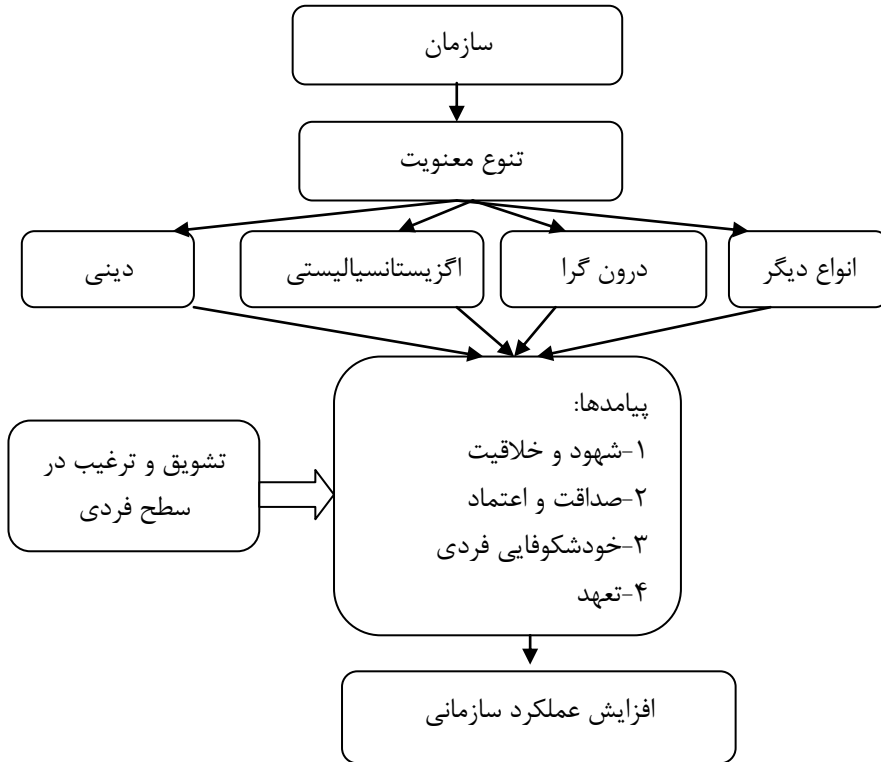 سازمان
تنوع معنویت
انواع دیگر
درون گرا
اگزیستانسیالیستی
دینی
پیامدها:
۱-شهود و خلاقیت
۲-صداقت و اعتماد
۳-خودشکوفایی فردی
۴-تعهد
تشویق و ترغیب در
سطح فردی
افزایش عملکرد سازمانی